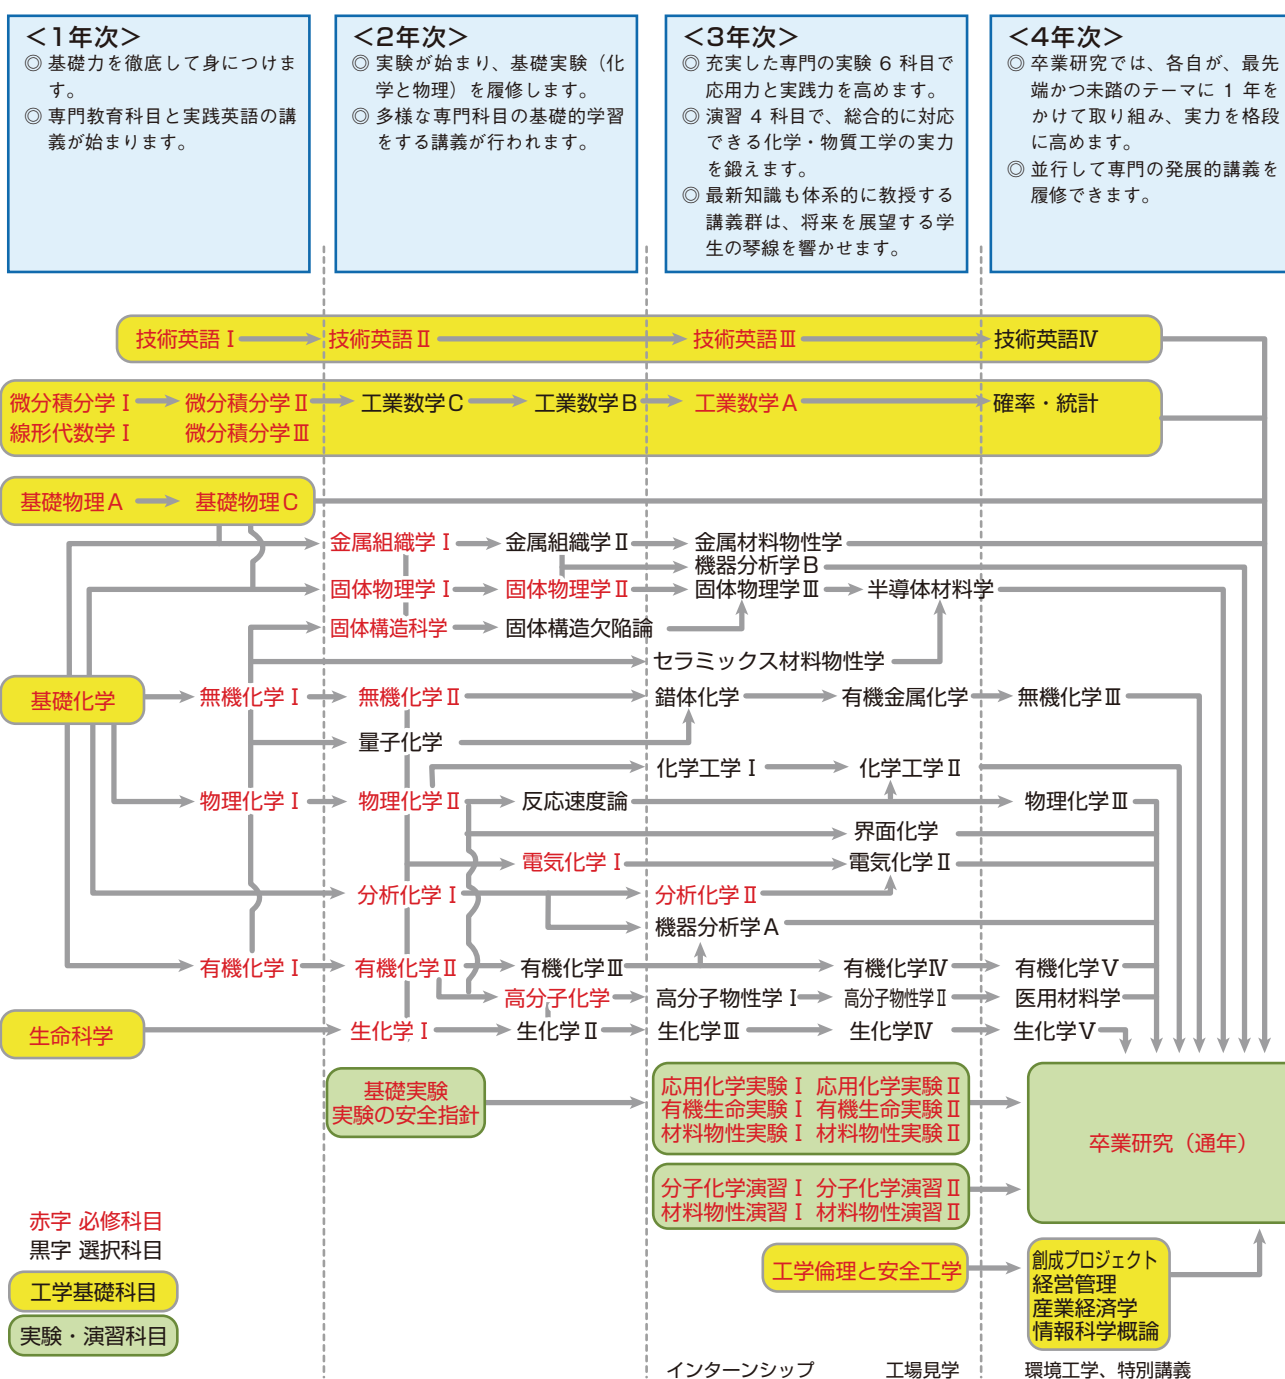 <1年次>
◎ 基礎力を徹底して身につけま
す。
◎ 専門教育科目と実践英語の講
義が始まります。
<2年次>
◎ 実験が始まり、基礎実験（化
学と物理）を履修します。
◎ 多様な専門科目の基礎的学習
をする講義が行われます。
<3年次>
◎ 充実した専門の実験 6 科目で
応用力と実践力を高めます。
◎ 演習 4 科目で、総合的に対応
できる化学・物質工学の実力
を鍛えます。
◎ 最新知識も体系的に教授する
講義群は、将来を展望する学
生の琴線を響かせます。
<4年次>
◎ 卒業研究では、各自が、最先
端かつ未踏のテーマに 1 年を
かけて取り組み、実力を格段
に高めます。
◎ 並行して専門の発展的講義を
履修できます。
技術英語Ⅰ 技術英語Ⅱ 技術英語Ⅲ 技術英語Ⅳ
微分積分学Ⅰ 微分積分学Ⅱ 工業数学C 工業数学B 工業数学A 確率・統計
線形代数学Ⅰ 微分積分学Ⅲ
基礎物理A 基礎物理C
金属組織学Ⅰ 金属組織学Ⅱ 金属材料物性学
機器分析学B
固体物理学Ⅰ 固体物理学Ⅱ 固体物理学Ⅲ 半導体材料学
固体構造科学 固体構造欠陥論
セラミックス材料物性学
基礎化学 無機化学Ⅰ 無機化学Ⅱ 錯体化学 有機金属化学 無機化学Ⅲ
量子化学
化学工学Ⅰ 化学工学Ⅱ
物理化学Ⅰ 物理化学Ⅱ 反応速度論 物理化学Ⅲ
界面化学
電気化学Ⅰ 電気化学Ⅱ
分析化学Ⅰ 分析化学Ⅱ
機器分析学A
有機化学Ⅰ 有機化学Ⅱ 有機化学Ⅲ 有機化学Ⅳ 有機化学Ⅴ
高分子化学 高分子物性学Ⅰ 高分子物性学Ⅱ 医用材料学
生命科学 生化学Ⅰ 生化学Ⅱ 生化学Ⅲ 生化学Ⅳ 生化学Ⅴ
基礎実験
実験の安全指針
応用化学実験Ⅰ 応用化学実験Ⅱ
有機生命実験Ⅰ 有機生命実験Ⅱ
材料物性実験Ⅰ 材料物性実験Ⅱ
卒業研究（通年）
分子化学演習Ⅰ 分子化学演習Ⅱ
材料物性演習Ⅰ 材料物性演習Ⅱ
工学倫理と安全工学
創成プロジェクト
経営管理
産業経済学
情報科学概論
赤字 必修科目
黒字 選択科目
工学基礎科目
実験・演習科目
インターンシップ 工場見学 環境工学、特別講義